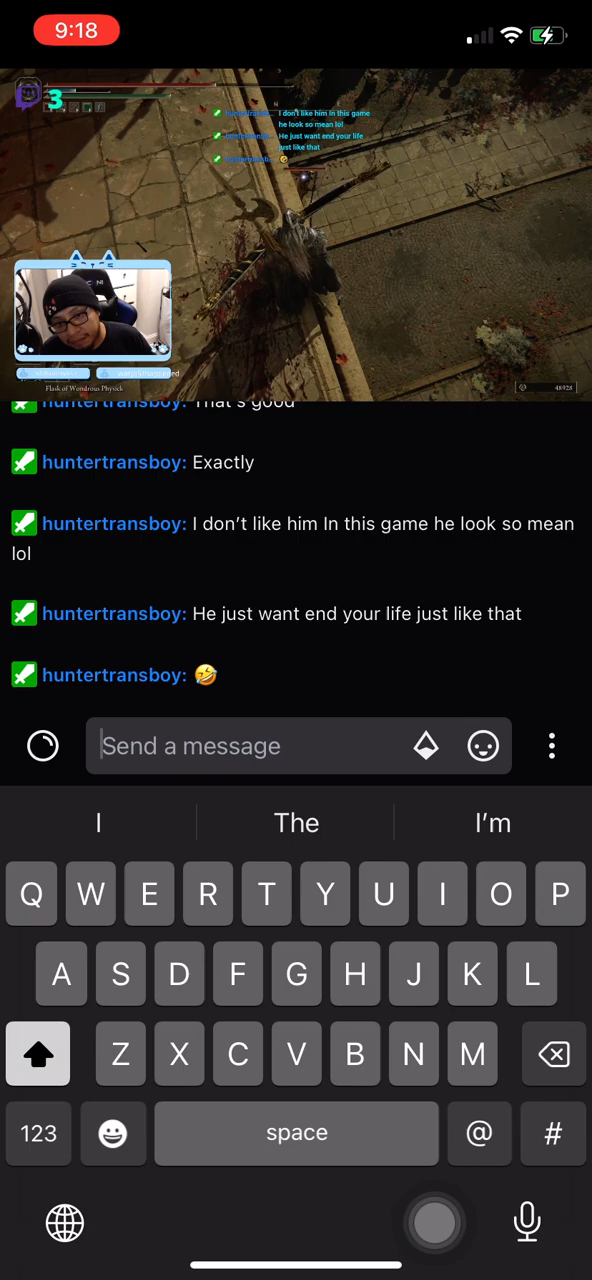 9:18
3
I don't like him In this game
he look so mean lol
He just want end your life
just like that
Flask of Wondrous Physick
48928
huntertransboy: That's good
huntertransboy: Exactly
huntertransboy: I don't like him In this game he look so mean
lol
huntertransboy: He just want end your life just like that
huntertransboy: 🤣
Send a message
I The I'm
Q W E R T Y U I O P
A S D F G H J K L
Z X C V B N M
123 space @ #